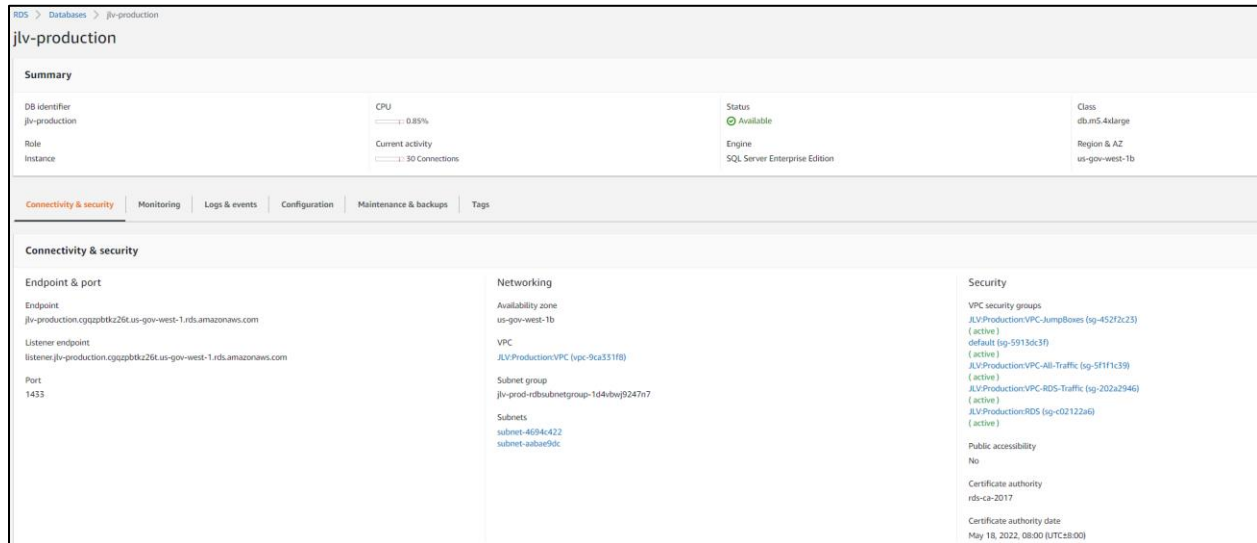 RDS > Databases > jlv-production
jlv-production
Summary
DB identifier
jlv-production
CPU
0.85%
Status
Available
Class
db.m5.4xlarge
Role
Instance
Current activity
30 Connections
Engine
SQL Server Enterprise Edition
Region & AZ
us-gov-west-1b
Connectivity & security Monitoring Logs & events Configuration Maintenance & backups Tags
Connectivity & security
Endpoint & port
Endpoint
jlv-production.cgqzpbtkz26t.us-gov-west-1.rds.amazonaws.com
Listener endpoint
listener.jlv-production.cgqzpbtkz26t.us-gov-west-1.rds.amazonaws.com
Port
1433
Networking
Availability zone
us-gov-west-1b
VPC
JLV:Production:VPC (vpc-9ca331f8)
Subnet group
jlv-prod-rdbsubnetgroup-1d4vbwj9247n7
Subnets
subnet-4694c422
subnet-aabae9dc
Security
VPC security groups
JLV:Production:VPC-JumpBoxes (sg-452f2c23)
( active )
default (sg-5913dc3f)
( active )
JLV:Production:VPC-All-Traffic (sg-5f1f1c39)
( active )
JLV:Production:VPC-RDS-Traffic (sg-202a2946)
( active )
JLV:Production:RDS (sg-c02122a6)
( active )
Public accessibility
No
Certificate authority
rds-ca-2017
Certificate authority date
May 18, 2022, 08:00 (UTC±8:00)